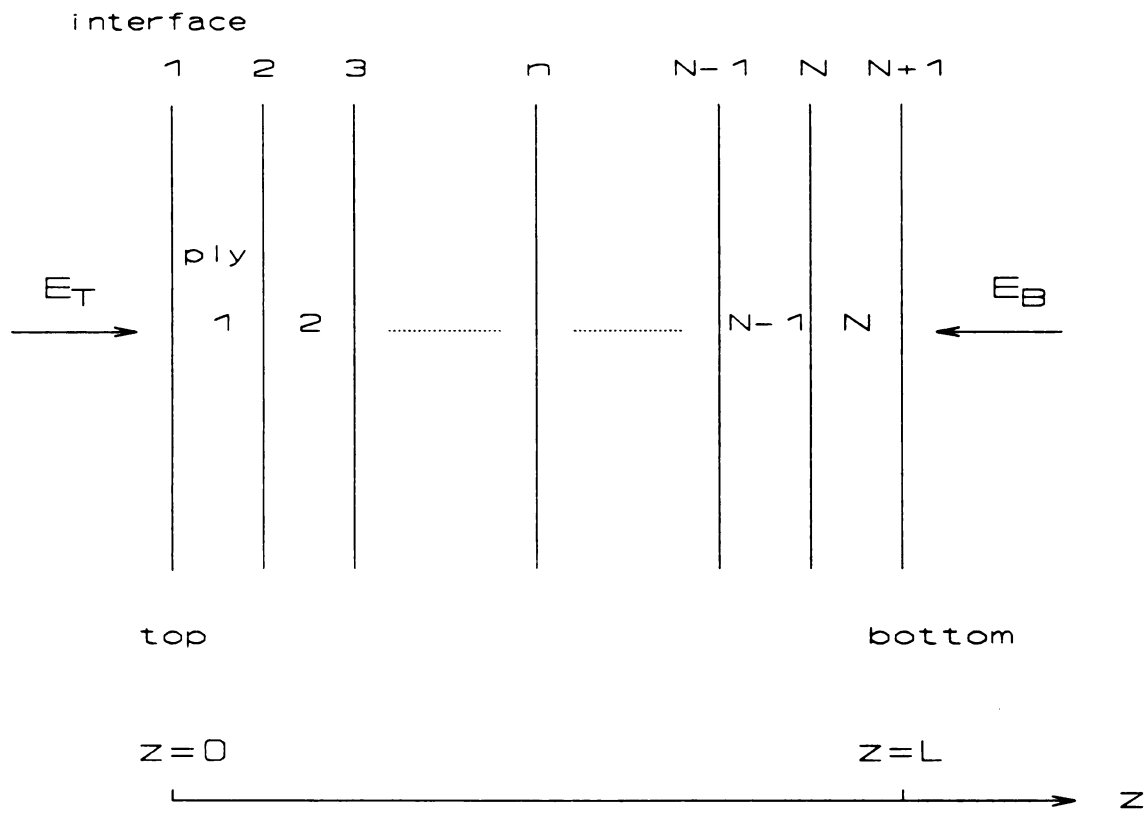 interface
1 2 3 n N-1 N N+1
ply
E_T E_B
1 2 N-1 N
top bottom
z=0 z=L
z